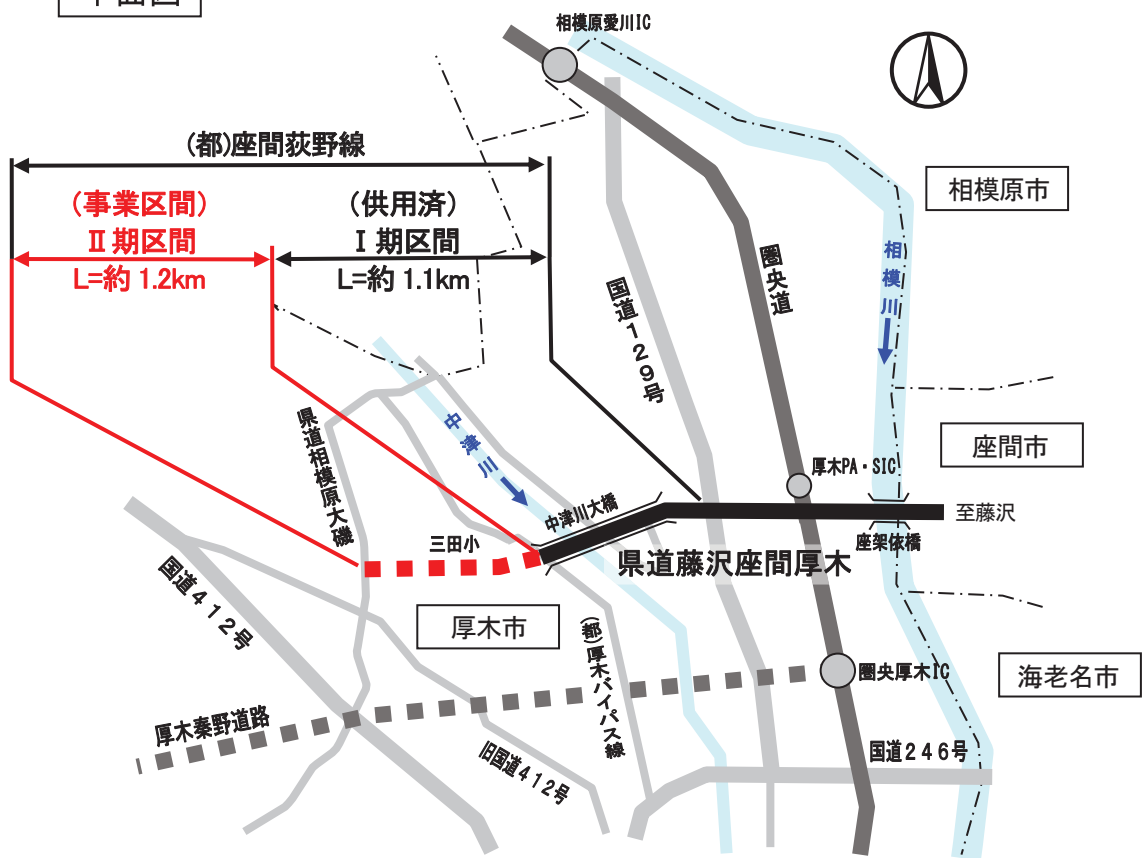 相模原愛川IC
(都)座間荻野線
(事業区間)
Ⅱ期区間
L=約 1.2km
(供用済)
Ⅰ期区間
L=約 1.1km
相模原市
相模川
圏央道
国道129号
県道相模原大磯
中津川
座間市
厚木PA・SIC
中津川大橋
至藤沢
座架依橋
三田小
県道藤沢座間厚木
国道412号
厚木市
(都)厚木バイパス線
圏央厚木IC
海老名市
厚木秦野道路
旧国道412号
国道246号